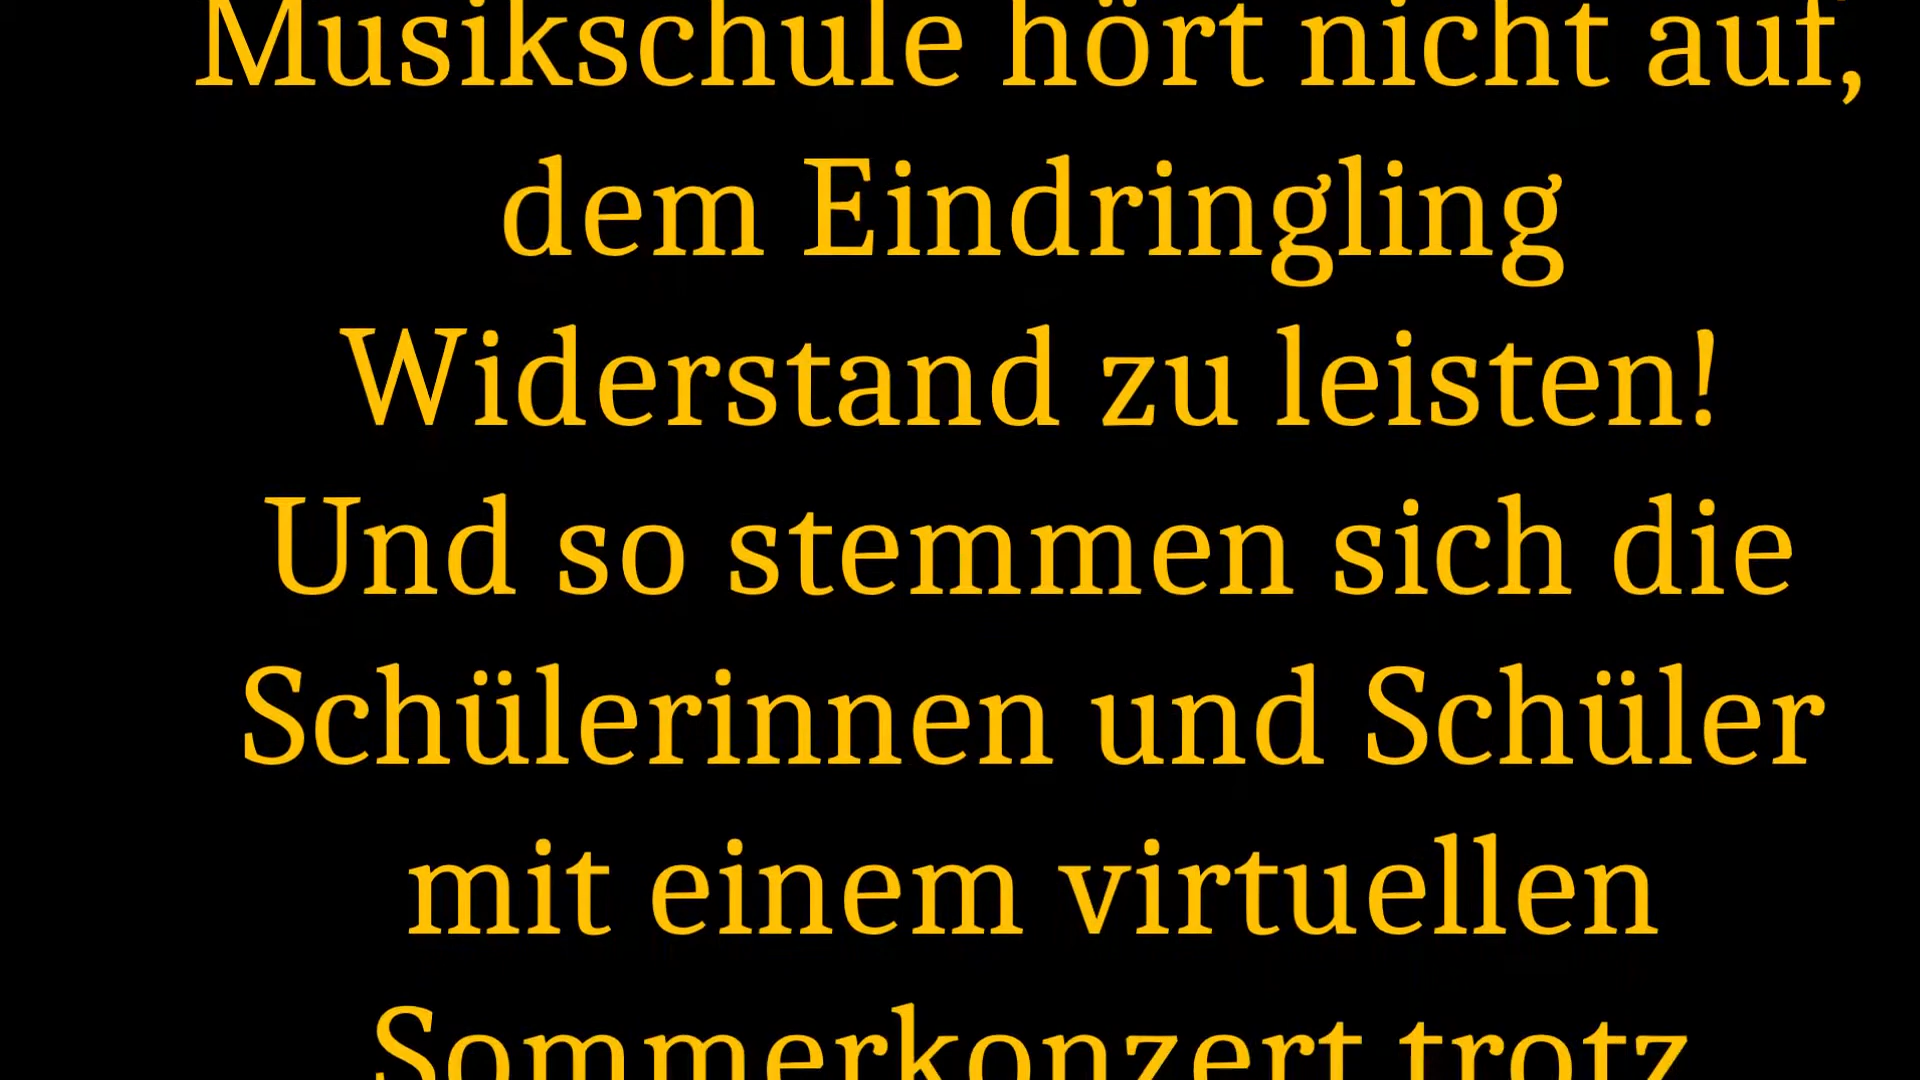 Musikschule hört nicht auf,
dem Eindringling
Widerstand zu leisten!
Und so stemmen sich die
Schülerinnen und Schüler
mit einem virtuellen
Sommerkonzert trotz